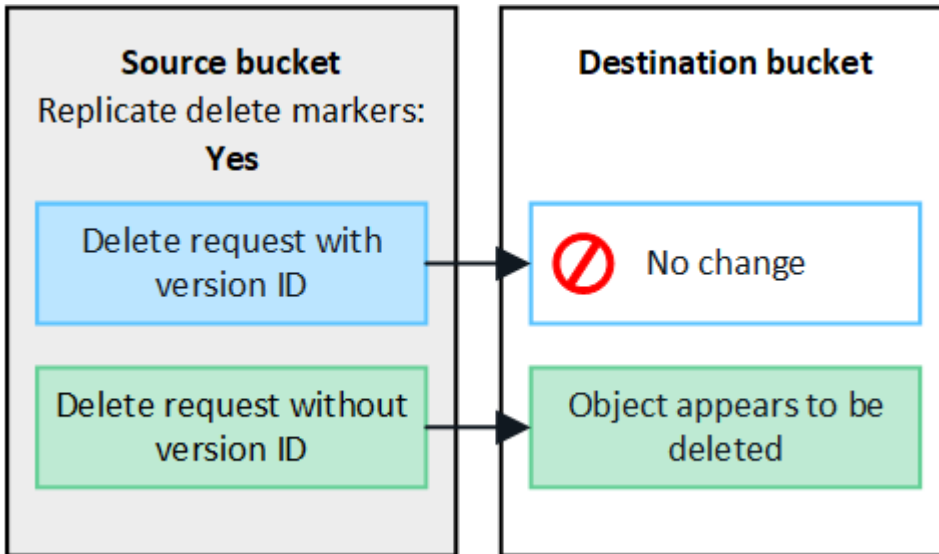 Source bucket
Replicate delete markers:
Yes
Delete request with
version ID
Delete request without
version ID
Destination bucket
No change
Object appears to be
deleted